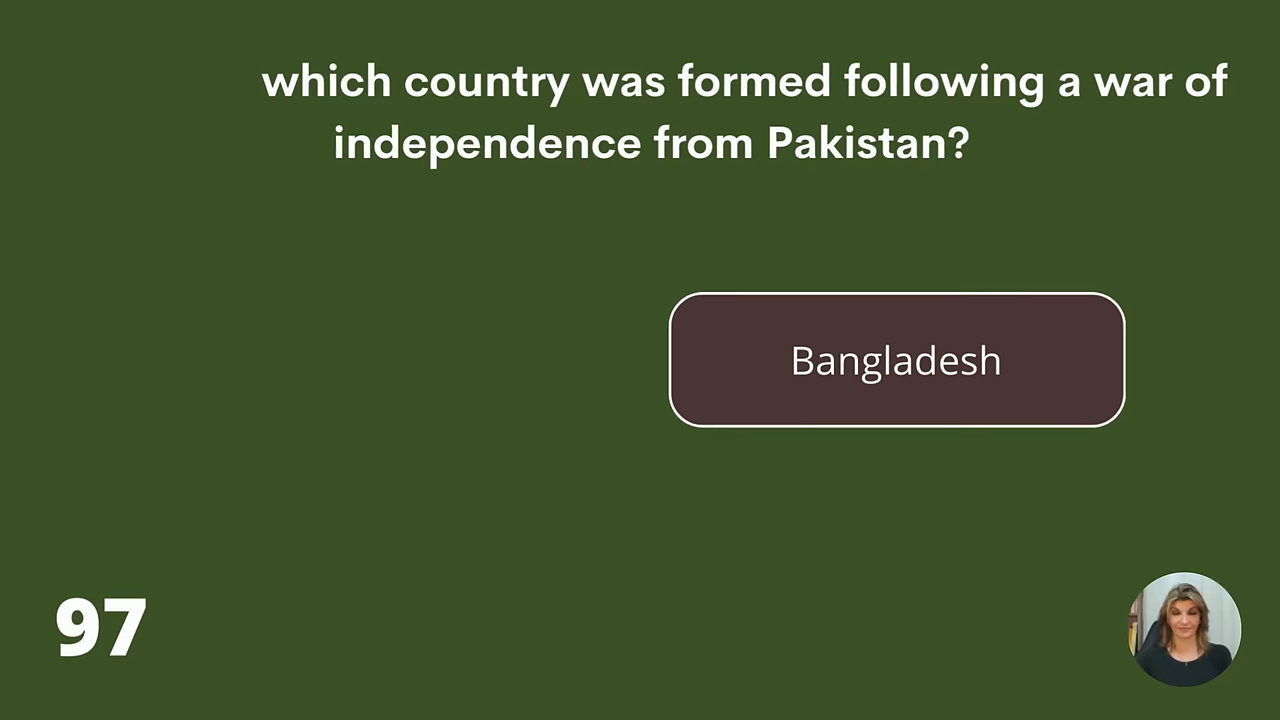 which country was formed following a war of
independence from Pakistan?
Bangladesh
97